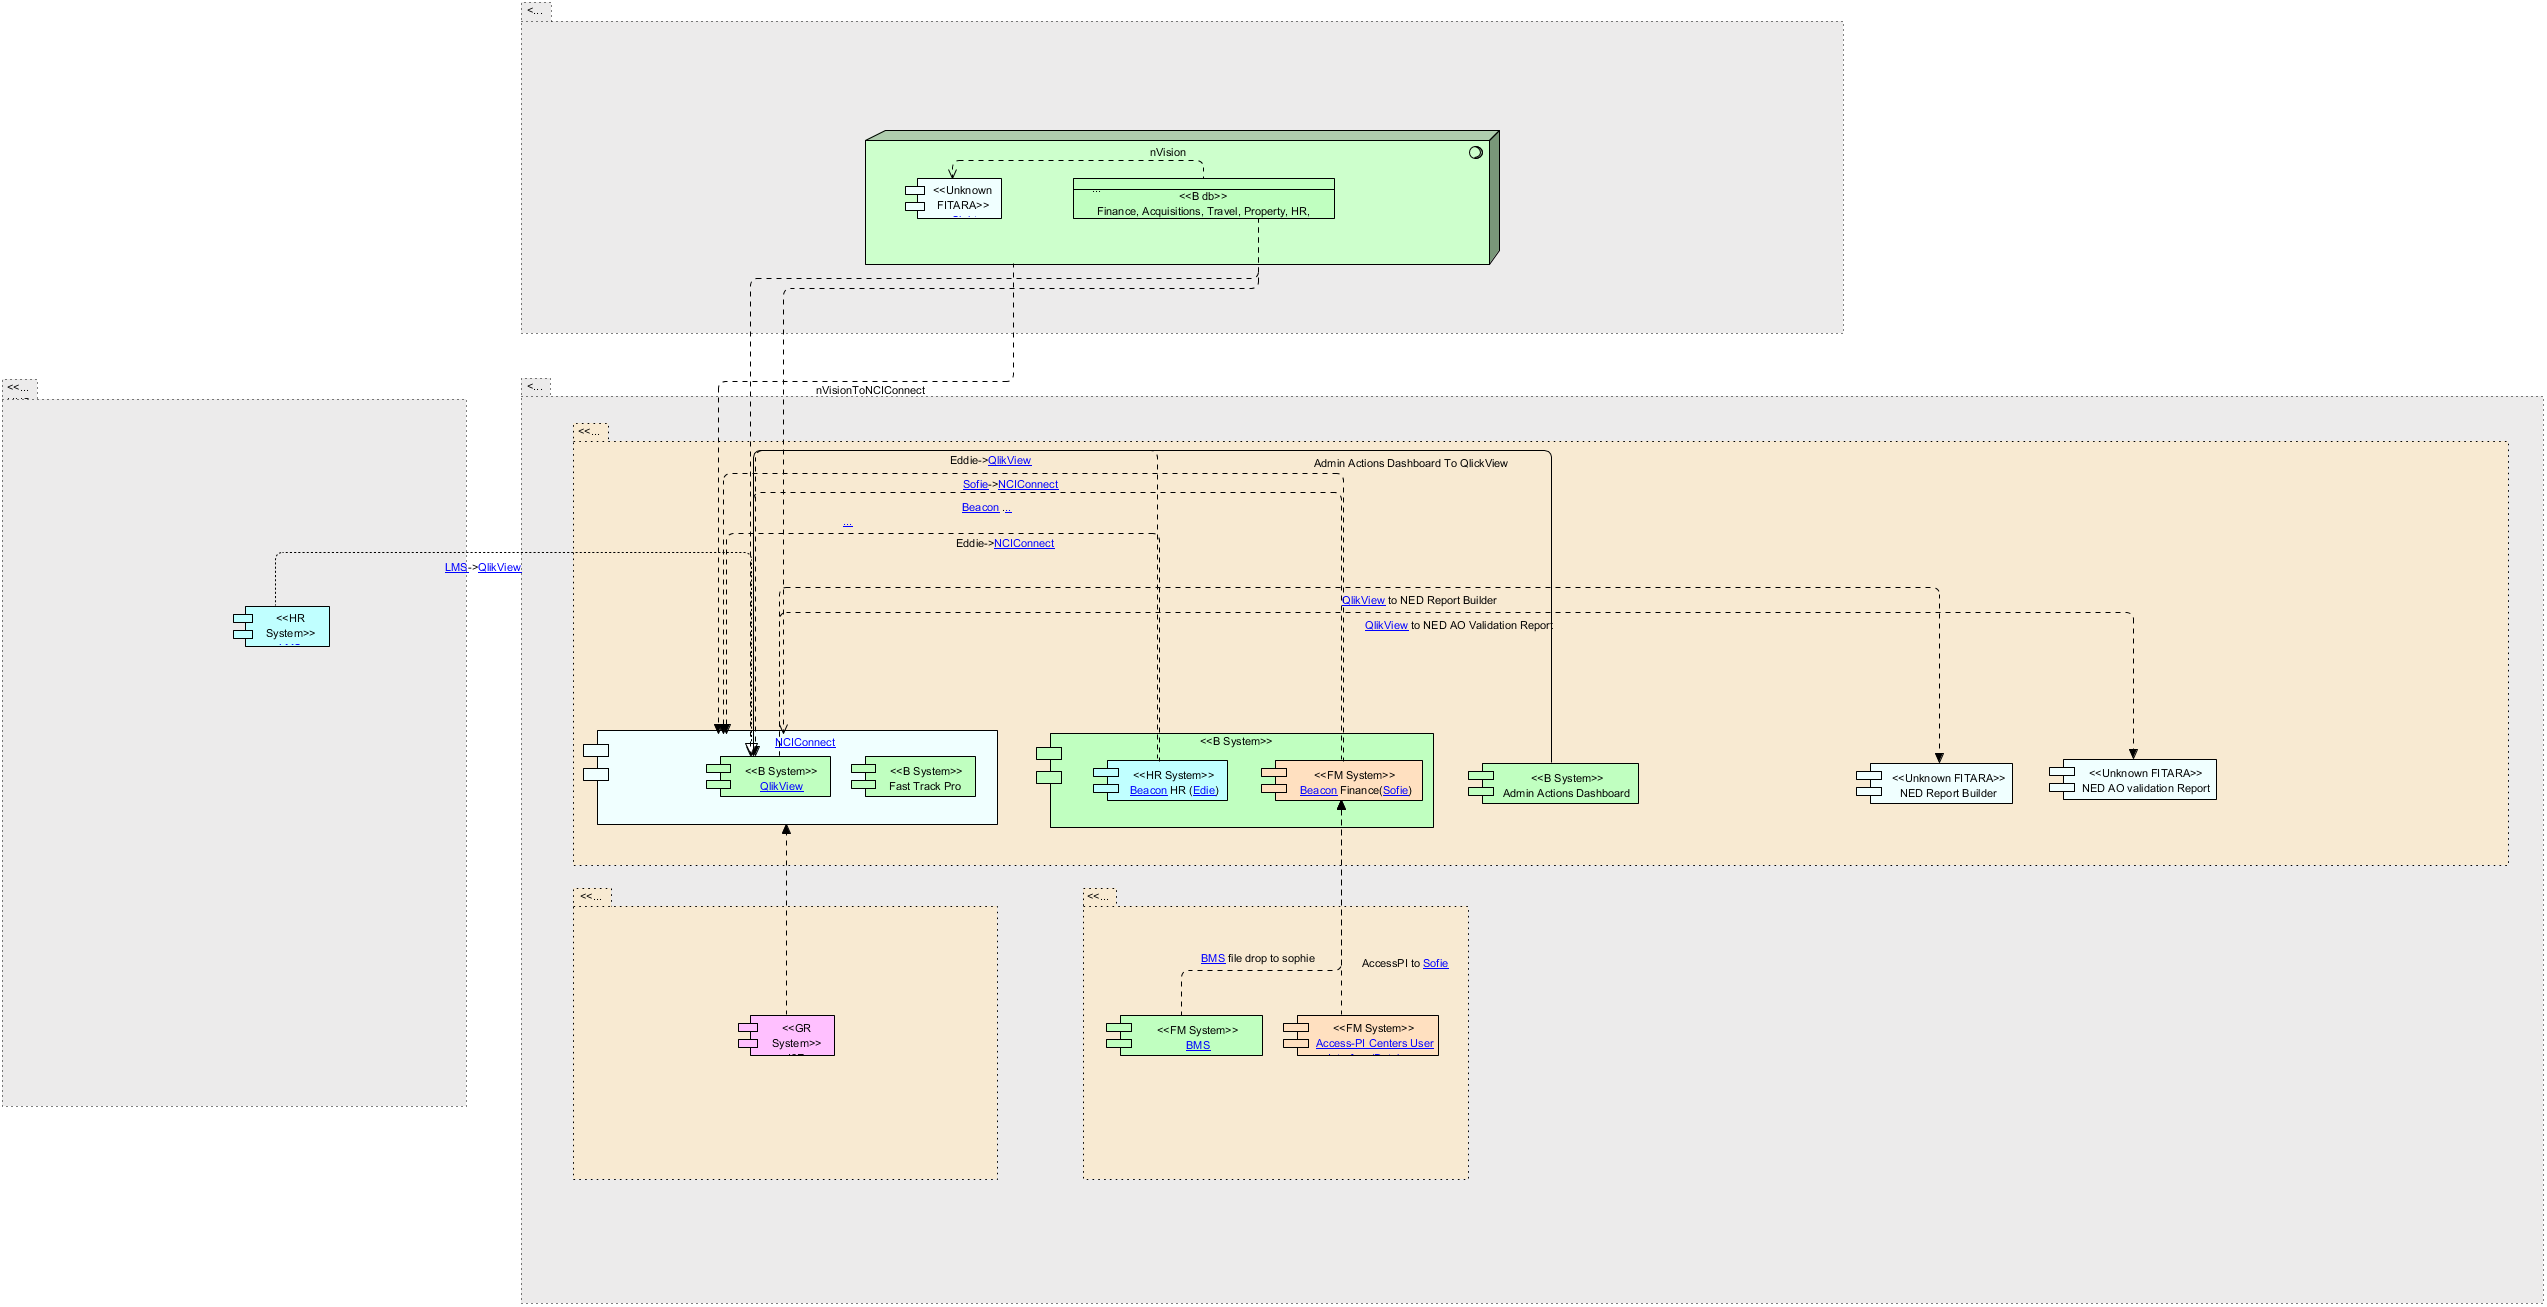 <...
nVision
<<Unknown
FITARA>>
...
<<B db>>
Finance, Acquisitions, Travel, Property, HR,
<<...
<...
nVisionToNCIConnect
<<...
Eddie->QlikView
Admin Actions Dashboard To QlickView
Sofie->NCIConnect
Beacon ...
...
Eddie->NCIConnect
LMS->QlikView
QlikView to NED Report Builder
QlikView to NED AO Validation Report
<<HR
System>>
NCIConnect
<<B System>>
QlikView
<<B System>>
Fast Track Pro
<<B System>>
<<HR System>>
Beacon HR (Edie)
<<FM System>>
Beacon Finance(Sofie)
<<B System>>
Admin Actions Dashboard
<<Unknown FITARA>>
NED Report Builder
<<Unknown FITARA>>
NED AO validation Report
<<...
<<...
BMS file drop to sophie
AccessPI to Sofie
<<GR
System>>
<<FM System>>
BMS
<<FM System>>
Access-PI Centers User